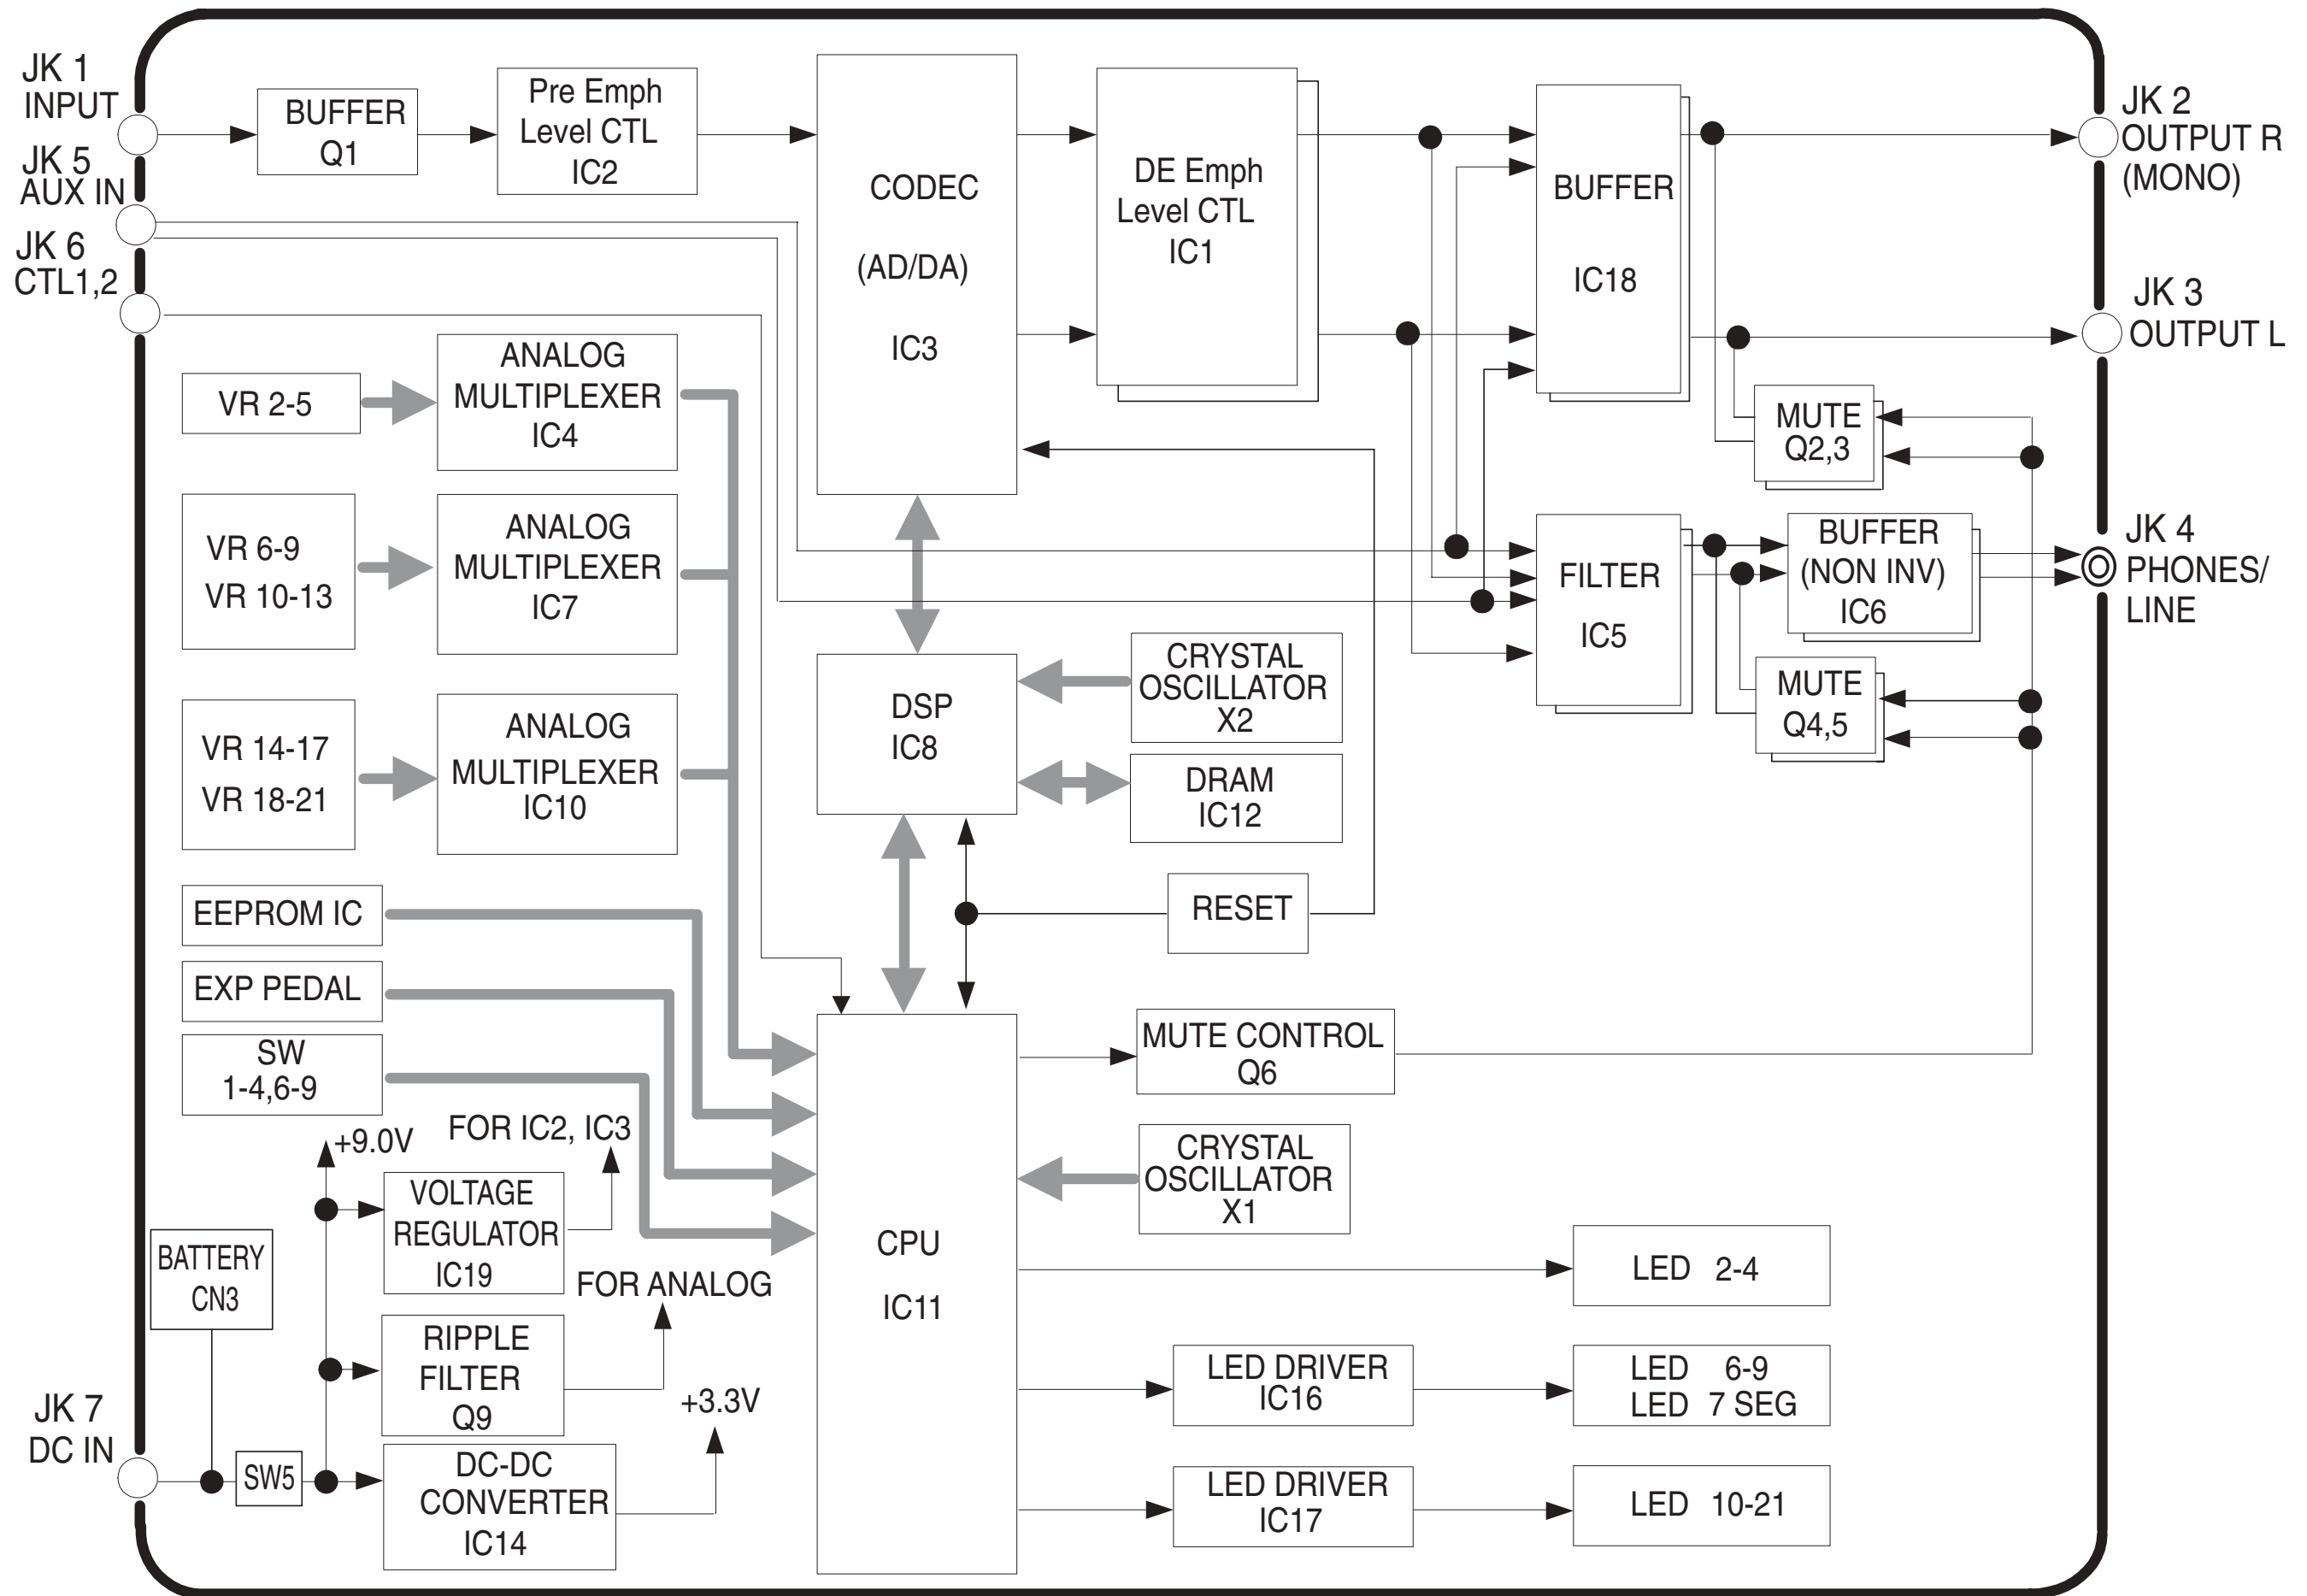 JK 1
INPUT
JK 5
AUX IN
JK 6
CTL1,2
BUFFER
Q1
Pre Emph
Level CTL
IC2
CODEC
(AD/DA)
IC3
DE Emph
Level CTL
IC1
BUFFER
IC18
JK 2
OUTPUT R
(MONO)
JK 3
OUTPUT L
MUTE
Q2,3
VR 2-5
ANALOG
MULTIPLEXER
IC4
VR 6-9
VR 10-13
ANALOG
MULTIPLEXER
IC7
FILTER
IC5
BUFFER
(NON INV)
IC6
JK 4
PHONES/
LINE
MUTE
Q4,5
VR 14-17
VR 18-21
ANALOG
MULTIPLEXER
IC10
DSP
IC8
CRYSTAL
OSCILLATOR
X2
DRAM
IC12
EEPROM IC
RESET
EXP PEDAL
SW
1-4,6-9
MUTE CONTROL
Q6
+9.0V
FOR IC2, IC3
VOLTAGE
REGULATOR
IC19
CRYSTAL
OSCILLATOR
X1
CPU
IC11
BATTERY
CN3
FOR ANALOG
LED 2-4
RIPPLE
FILTER
Q9
+3.3V
LED DRIVER
IC16
LED 6-9
LED 7 SEG
JK 7
DC IN
SW5
DC-DC
CONVERTER
IC14
LED DRIVER
IC17
LED 10-21